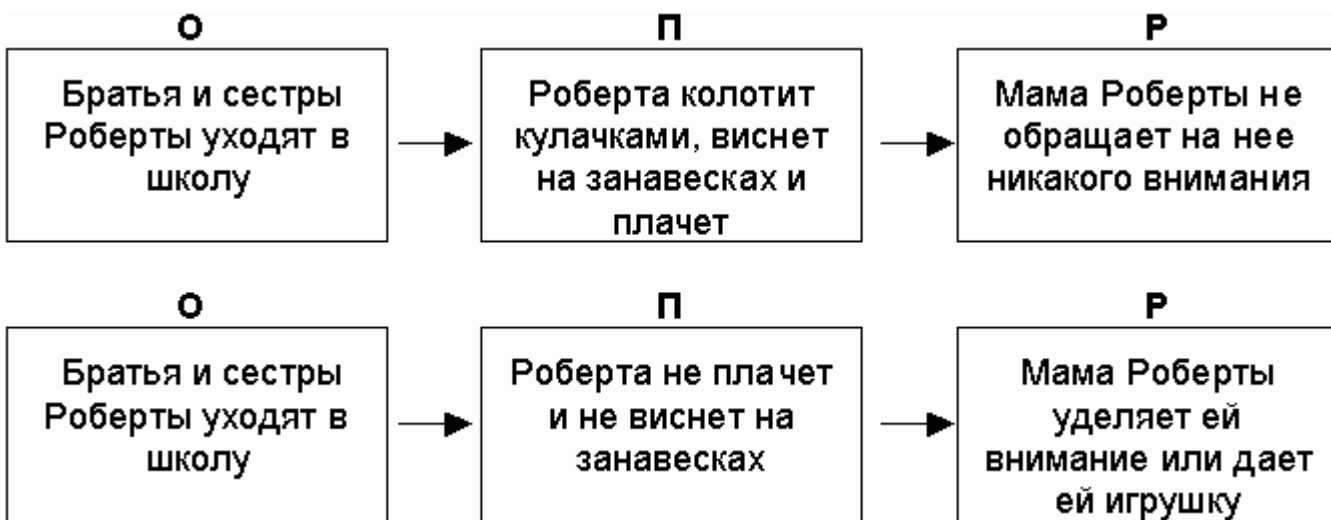 О П Р
Братья и сестры
Роберты уходят в
школу
Роберта колотит
кулачками, виснет
на занавесках и
плачет
Мама Роберты не
обращает на нее
никакого внимания
О П Р
Братья и сестры
Роберты уходят в
школу
Роберта не плачет
и не виснет на
занавесках
Мама Роберты
уделяет ей
внимание или дает
ей игрушку